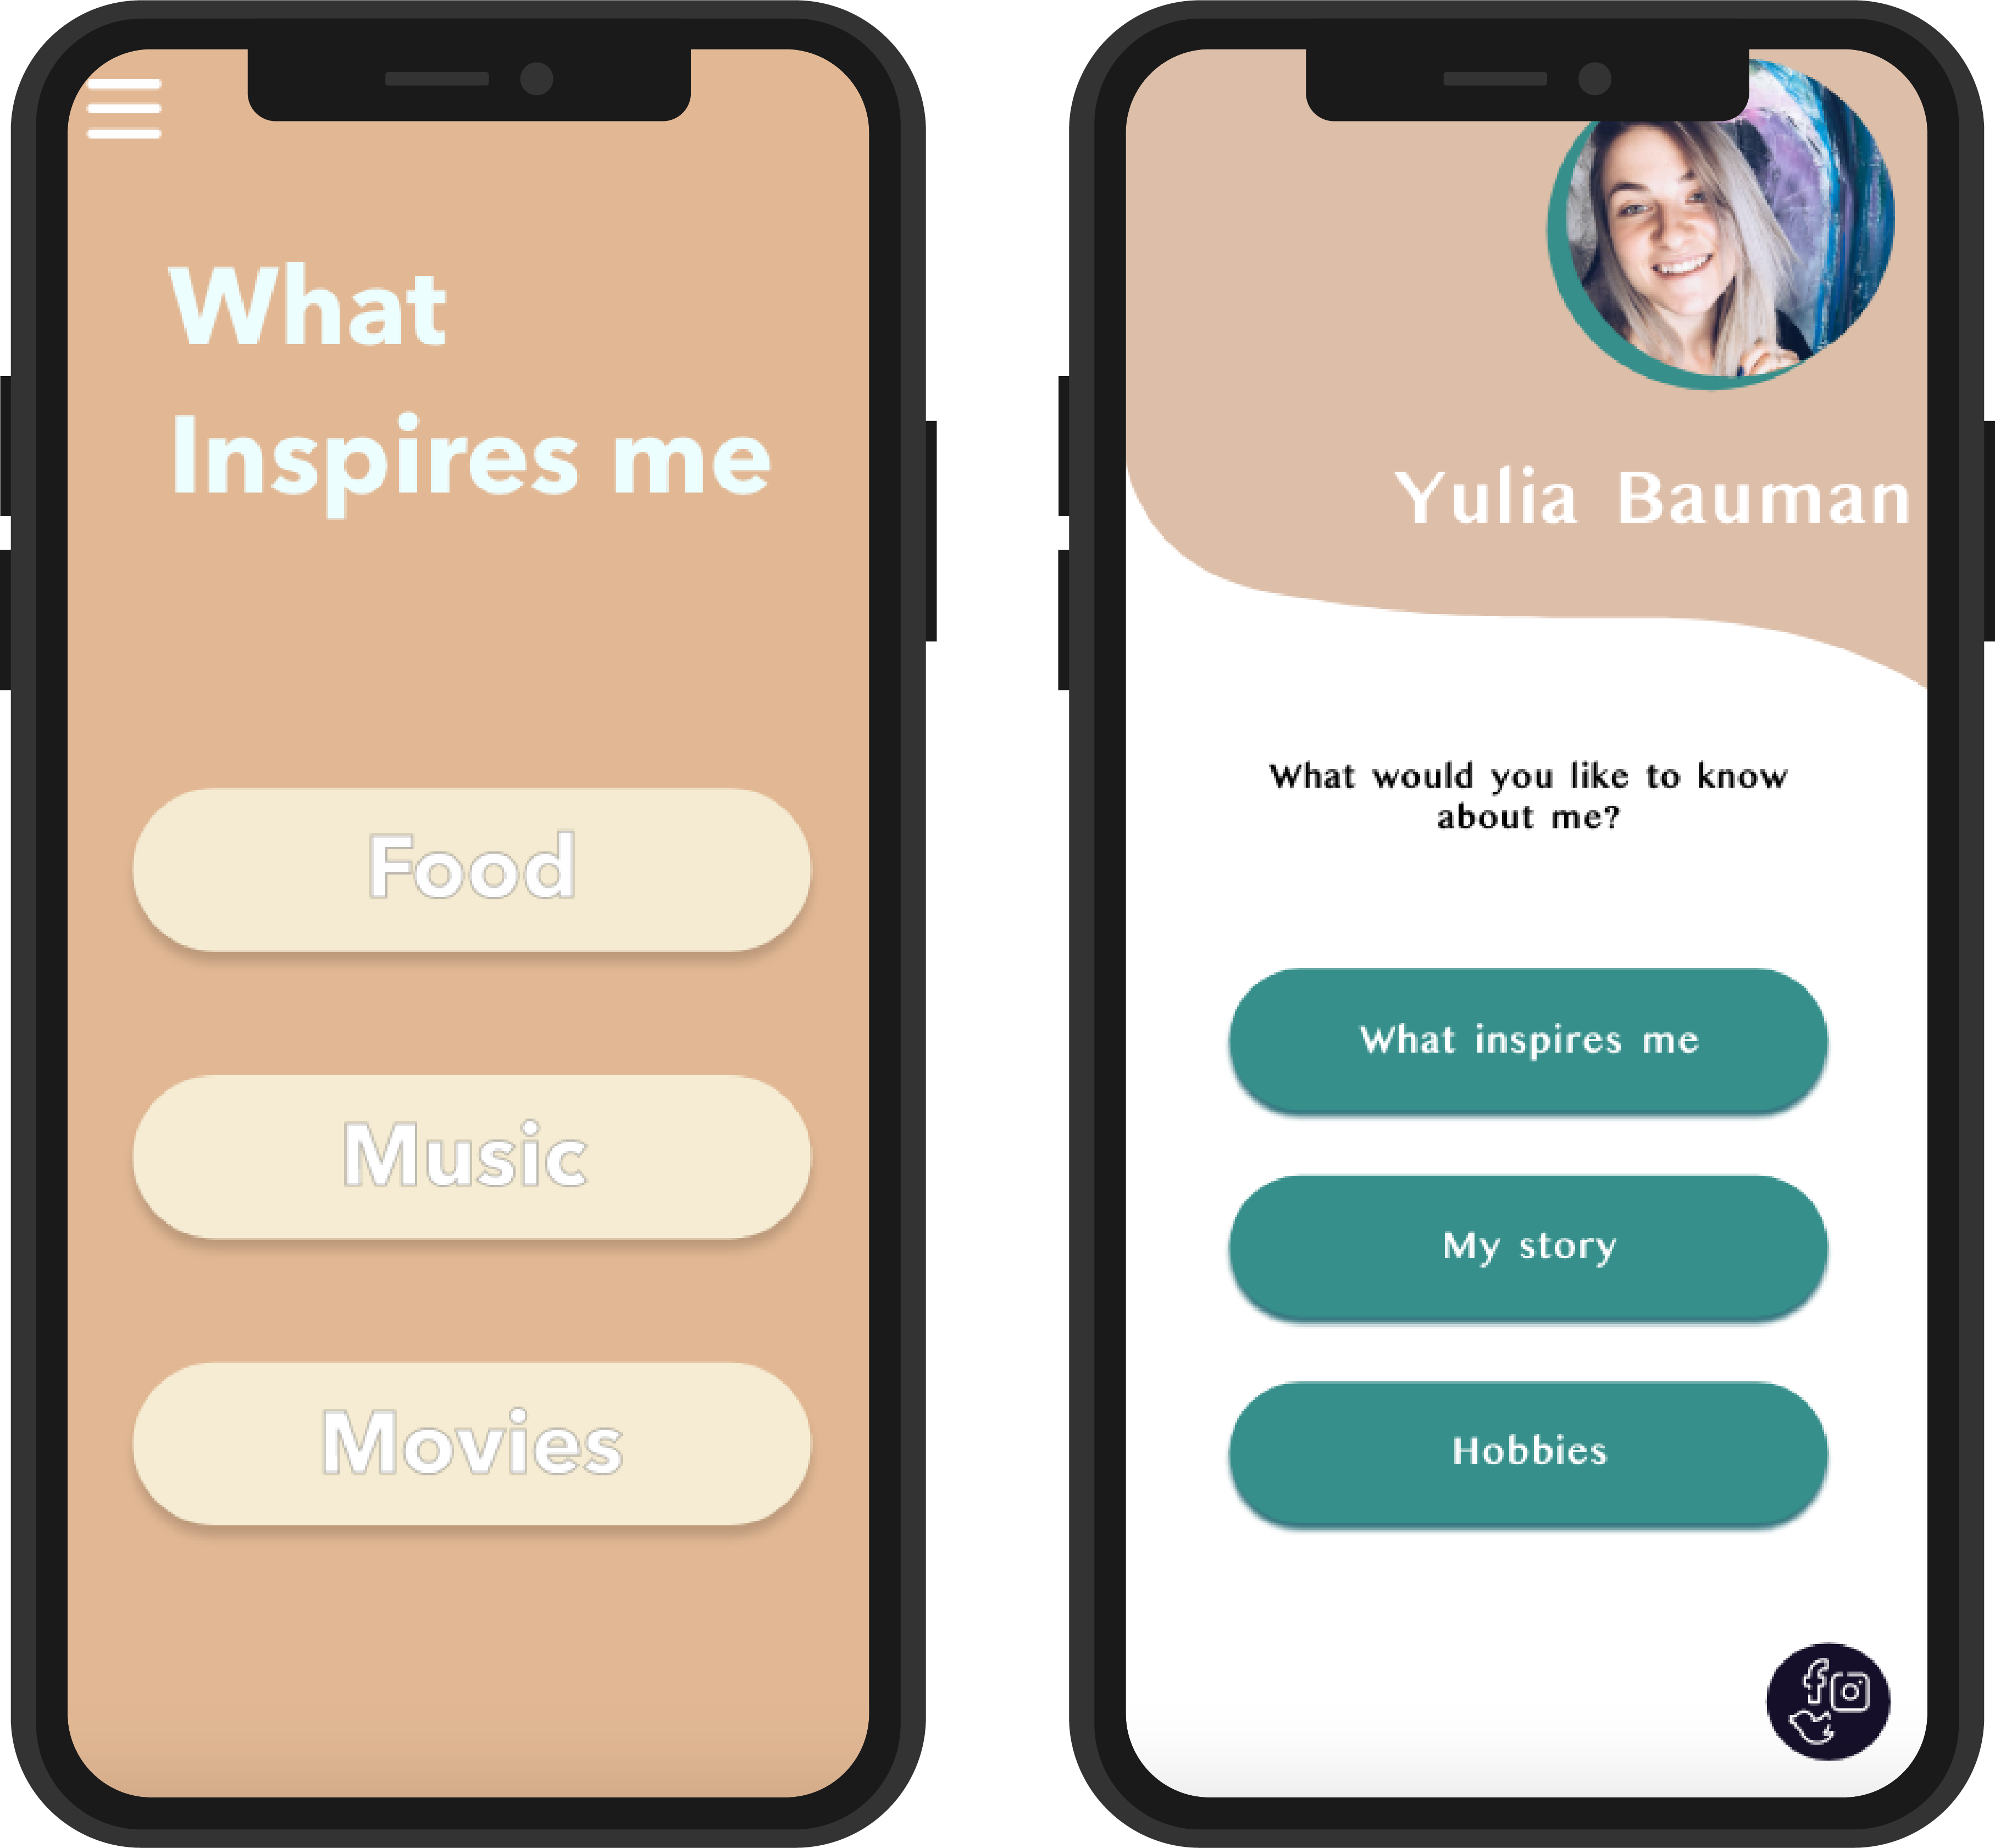 What
Inspires me
Food
Music
Movies
Yulia Bauman
What would you like to know
about me?
What inspires me
My story
Hobbies